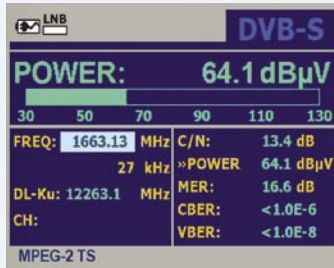 LNB
DVB-S
POWER: 64.1 dBµV
30 50 70 90 110 130
FREQ: 1663.13 MHz
27 kHz
DL-Ku: 12263.1 MHz
CH:
C/N: 13.4 dB
»POWER 64.1 dBµV
MER: 16.6 dB
CBER: <1.0E-6
VBER: <1.0E-8
MPEG-2 TS